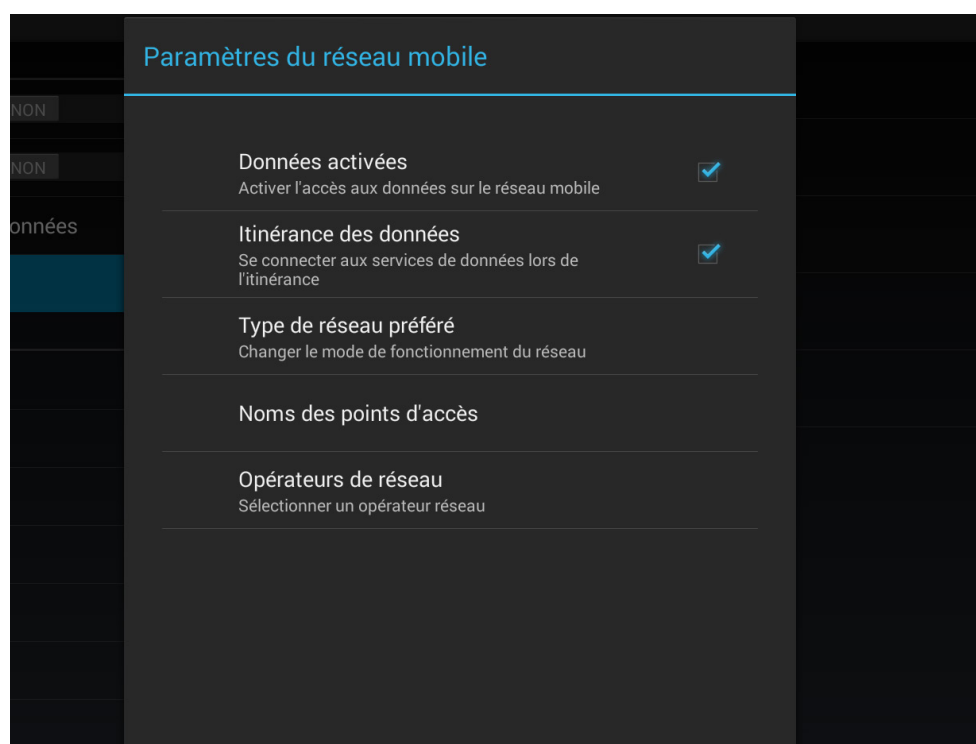 Paramètres du réseau mobile
NON
Données activées
Activer l'accès aux données sur le réseau mobile
NON
onnées
Itinérance des données
Se connecter aux services de données lors de
l'itinérance
Type de réseau préféré
Changer le mode de fonctionnement du réseau
Noms des points d'accès
Opérateurs de réseau
Sélectionner un opérateur réseau